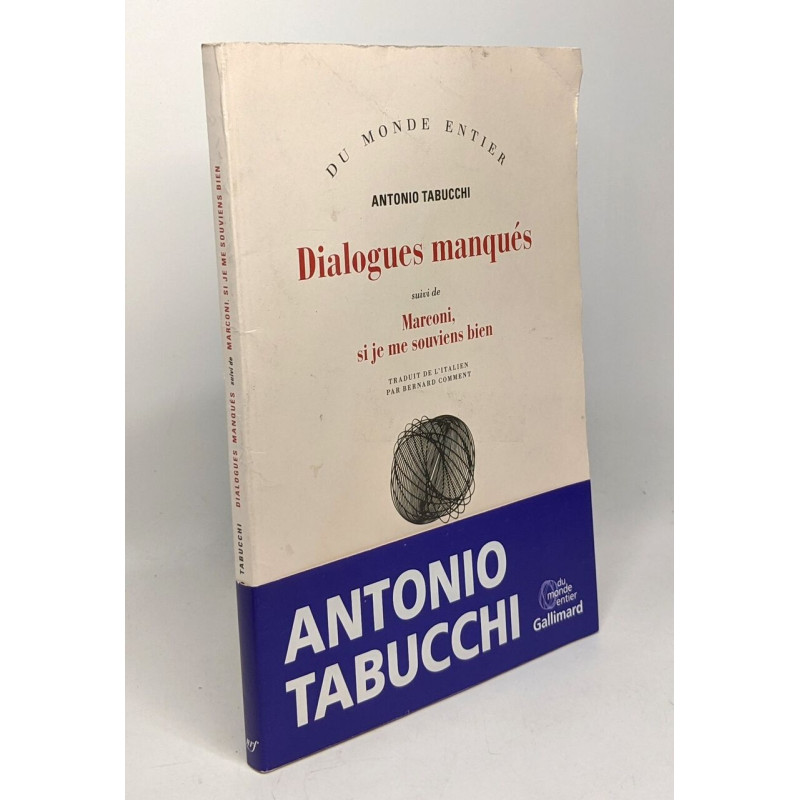 DU MONDE ENTIER
ANTONIO TABUCCHI
Dialogues manqués
suivi de
Marconi,
si je me souviens bien
TRADUIT DE L'ITALIEN
PAR BERNARD COMMENT
ANTONIO
TABUCCHI
du
monde
entier
Gallimard
TABUCCHI DIALOGUES MANQUÉS suivi de MARCONI, SI JE ME SOUVIENS BIEN
nrf